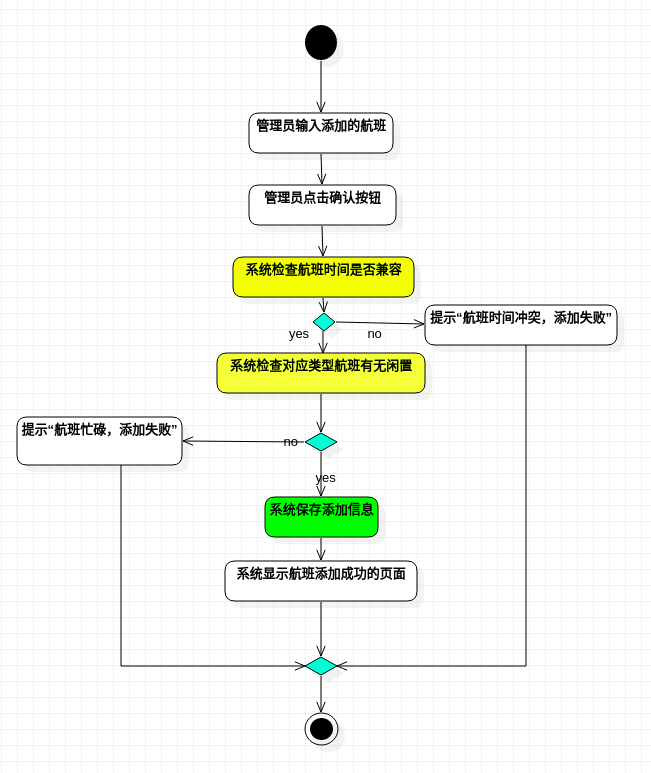 管理员输入添加的航班
管理员点击确认按钮
系统检查航班时间是否兼容
yes
no
提示“航班时间冲突，添加失败”
系统检查对应类型航班有无闲置
提示“航班忙碌，添加失败”
no
yes
系统保存添加信息
系统显示航班添加成功的页面